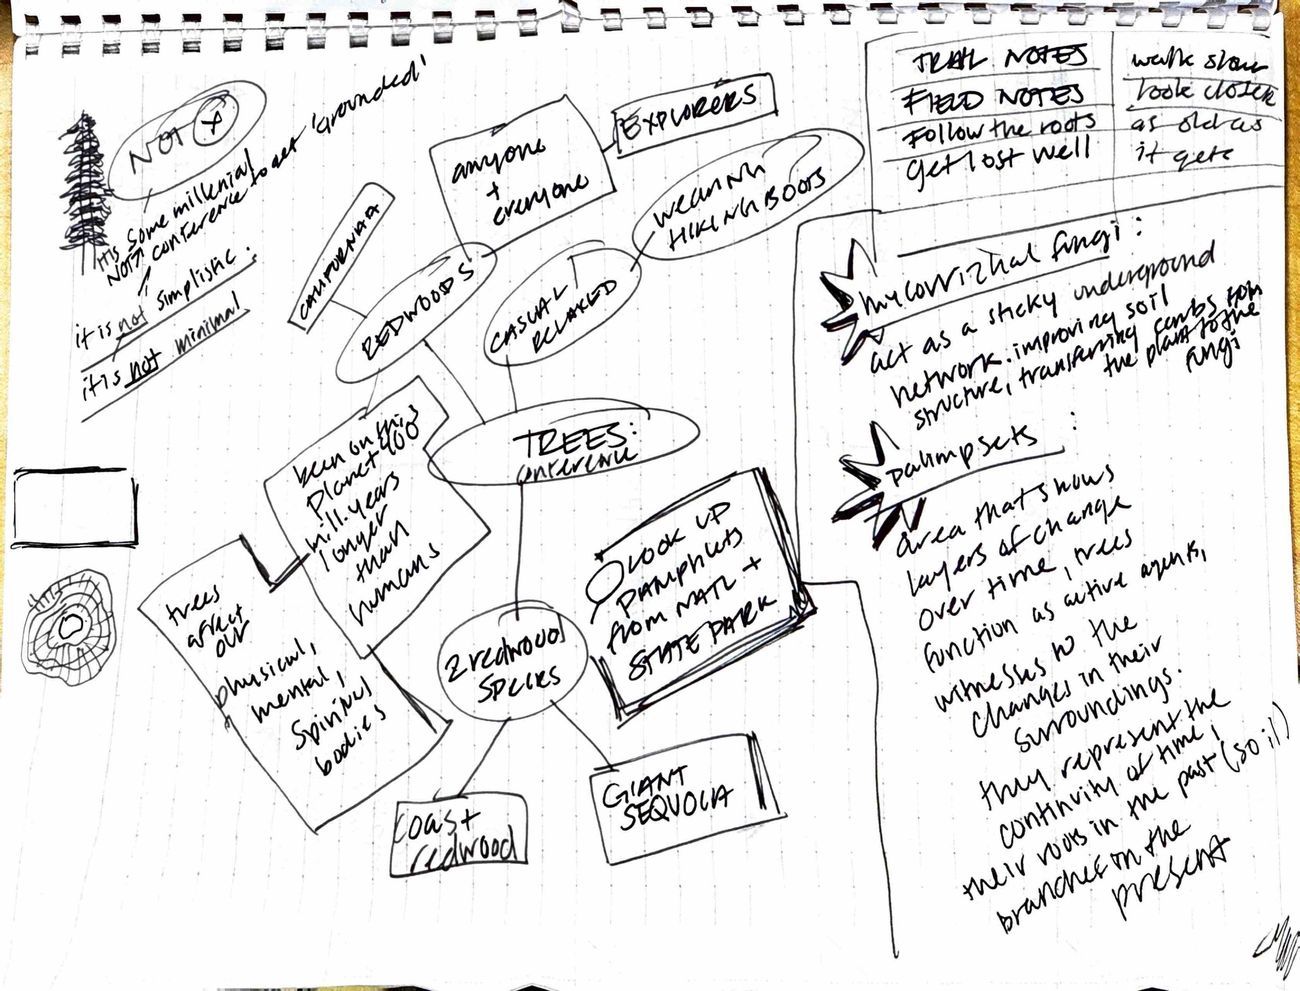 NOT
it's some millenial
NOT conference to get 'grounded'
it is not simplistic.
it is not minimal
CALIFORNIA
REDWOODS
anyone
+
everyone
EXPLORERS
CASUAL/
RELAXED
WEARING
HIKING BOOTS
TREES:
conference
been on this
planet 400
mill. years
longer
than
humans
trees
affect
our
physical,
mental,
spiritual
bodies
2 redwood
SPECIES
coast
redwood
GIANT
SEQUOIA
LOOK UP
PAMPHLETS
from NATL +
STATE PARK
TRAIL NOTES
FIELD NOTES
Follow the roots
get lost well
walk slow
look closer
as old as
it gets
mycorrizhal fungi:
act as a sticky underground
network. improving soil
structure, transferring carbs from
the plant to the
fungi
palimpsets:
area that shows
layers of change
over time, trees
function as active agents,
witnesses to the
changes in their
surroundings.
they represent the
continuity of time,
their roots in the past (soil)
branches in the
present